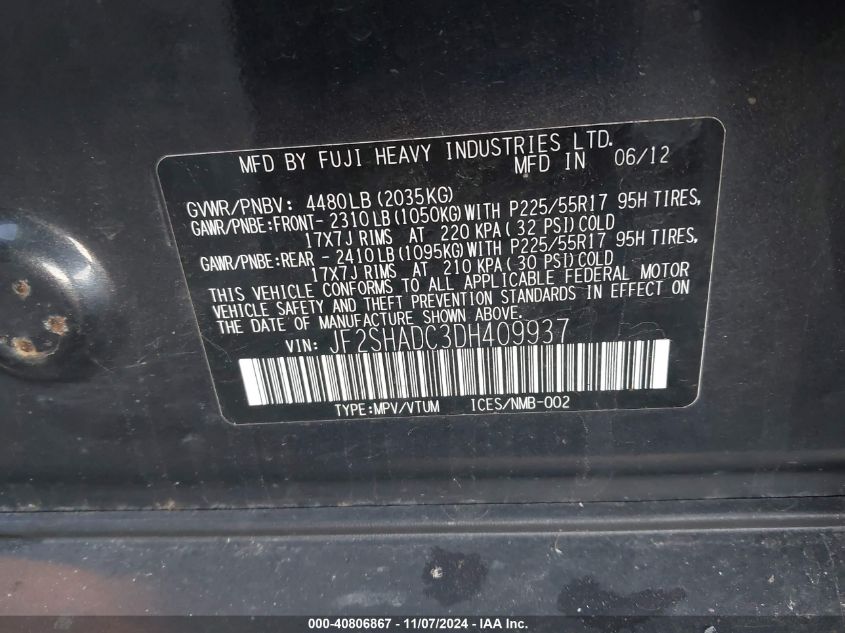 MFD BY FUJI HEAVY INDUSTRIES LTD.
MFD IN 06/12
GVWR/PNBV: 4480LB (2035KG)
GAWR/PNBE:FRONT- 2310 LB (1050KG) WITH P225/55R17 95H TIRES,
17X7J RIMS AT 220 KPA ( 32 PSI) COLD
GAWR/PNBE:REAR - 2410 LB (1095KG) WITH P225/55R17 95H TIRES,
17X7J RIMS AT 210 KPA ( 30 PSI) COLD
THIS VEHICLE CONFORMS TO ALL APPLICABLE FEDERAL MOTOR
VEHICLE SAFETY AND THEFT PREVENTION STANDARDS IN EFFECT ON
THE DATE OF MANUFACTURE SHOWN ABOVE.
VIN: JF2SHADC3DH409937
TYPE:MPV/VTUM ICES/NMB-002
000-40806867 - 11/07/2024 - IAA Inc.